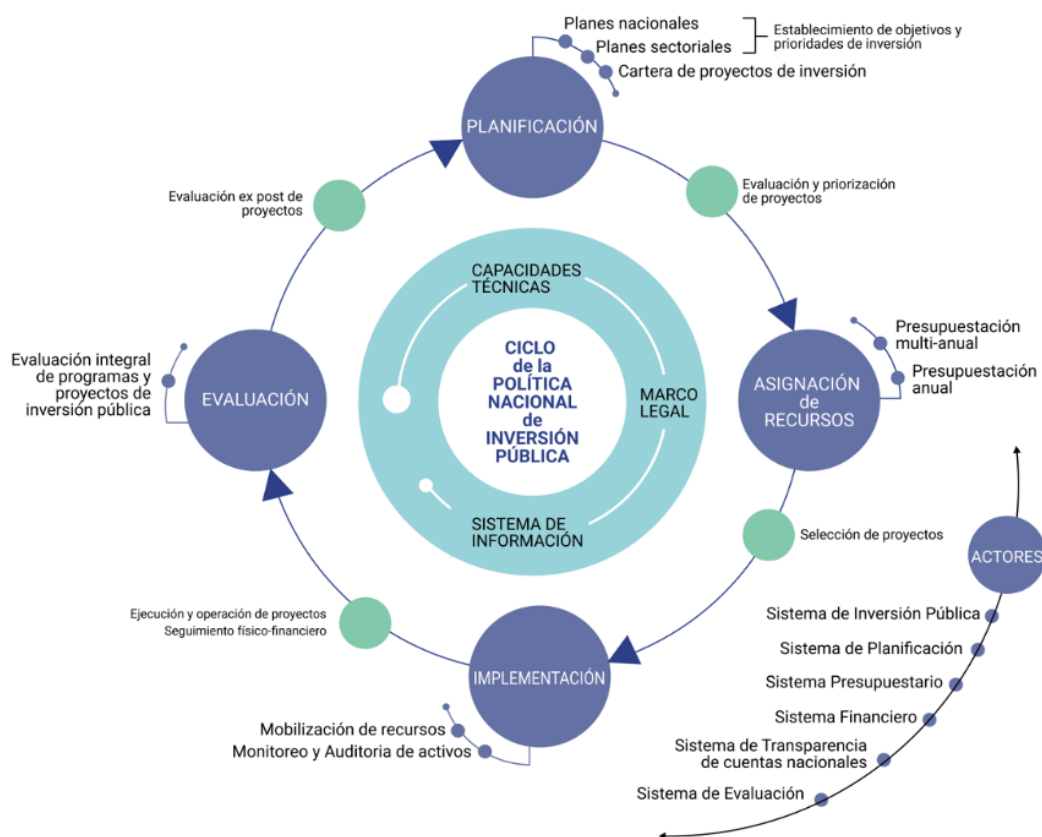 Planes nacionales
Planes sectoriales
Establecimiento de objetivos y
prioridades de inversión
Cartera de proyectos de inversión
PLANIFICACIÓN
Evaluación ex post de
proyectos
Evaluación y priorización
de proyectos
CAPACIDADES
TÉCNICAS
CICLO
de la
POLÍTICA
NACIONAL
de
INVERSIÓN
PÚBLICA
MARCO
LEGAL
SISTEMA DE
INFORMACIÓN
Evaluación integral
de programas y
proyectos de
inversión pública
EVALUACIÓN
ASIGNACIÓN
de
RECURSOS
Presupuestación
multi-anual
Presupuestación
anual
Selección de proyectos
Ejecución y operación de proyectos
Seguimiento físico-financiero
IMPLEMENTACIÓN
Mobilización de recursos
Monitoreo y Auditoria de activos
ACTORES
Sistema de Inversión Pública
Sistema de Planificación
Sistema Presupuestario
Sistema Financiero
Sistema de Transparencia
de cuentas nacionales
Sistema de Evaluación